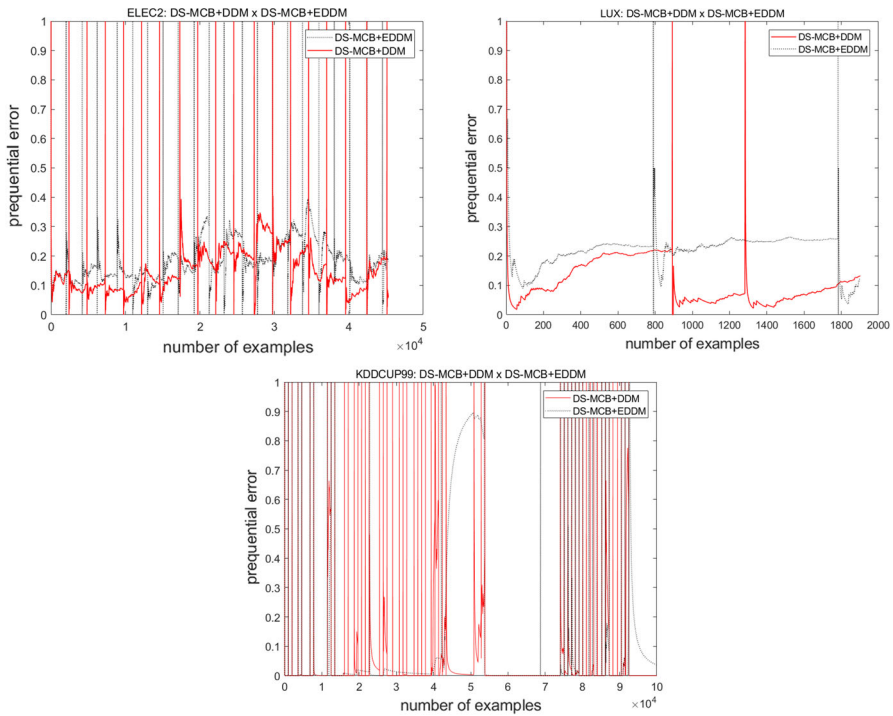 ELEC2: DS-MCB+DDM x DS-MCB+EDDM
1
0.9
0.8
0.7
0.6
0.5
0.4
0.3
0.2
0.1
0
prequential error
DS-MCB+EDDM
DS-MCB+DDM
0 1 2 3 4 5
×10⁴
number of examples
LUX: DS-MCB+DDM x DS-MCB+EDDM
1
0.9
0.8
0.7
0.6
0.5
0.4
0.3
0.2
0.1
0
prequential error
DS-MCB+DDM
DS-MCB+EDDM
0 200 400 600 800 1000 1200 1400 1600 1800 2000
number of examples
KDDCUP99: DS-MCB+DDM x DS-MCB+EDDM
1
0.9
0.8
0.7
0.6
0.5
0.4
0.3
0.2
0.1
0
prequential error
DS-MCB+DDM
DS-MCB+EDDM
0 1 2 3 4 5 6 7 8 9 10
×10⁴
number of examples